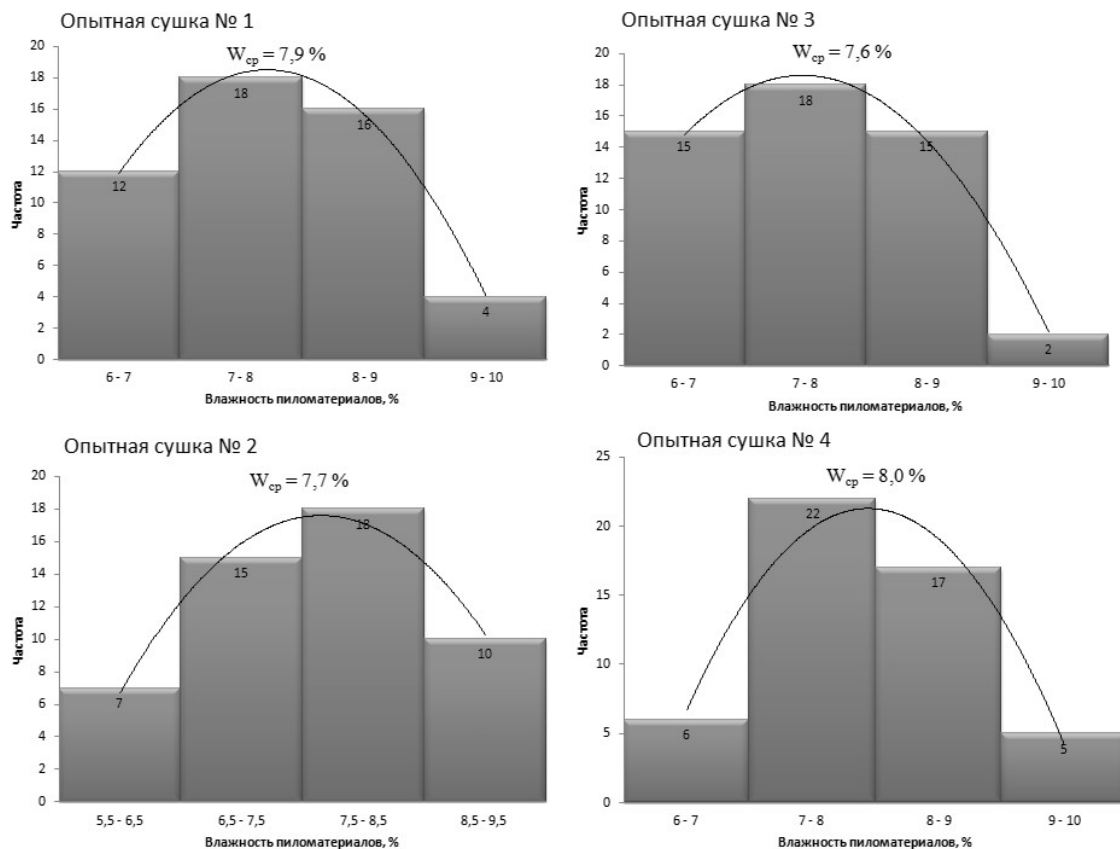 Опытная сушка № 1
W_ср = 7,9 %
Частота
20
18
16
14
12
10
8
6
4
2
0
12
18
16
4
6 - 7
7 - 8
8 - 9
9 - 10
Влажность пиломатериалов, %
Опытная сушка № 3
W_ср = 7,6 %
Частота
20
18
16
14
12
10
8
6
4
2
0
15
18
15
2
6 - 7
7 - 8
8 - 9
9 - 10
Влажность пиломатериалов, %
Опытная сушка № 2
W_ср = 7,7 %
Частота
20
18
16
14
12
10
8
6
4
2
0
7
15
18
10
5,5 - 6,5
6,5 - 7,5
7,5 - 8,5
8,5 - 9,5
Влажность пиломатериалов, %
Опытная сушка № 4
W_ср = 8,0 %
Частота
25
20
15
10
5
0
6
22
17
5
6 - 7
7 - 8
8 - 9
9 - 10
Влажность пиломатериалов, %